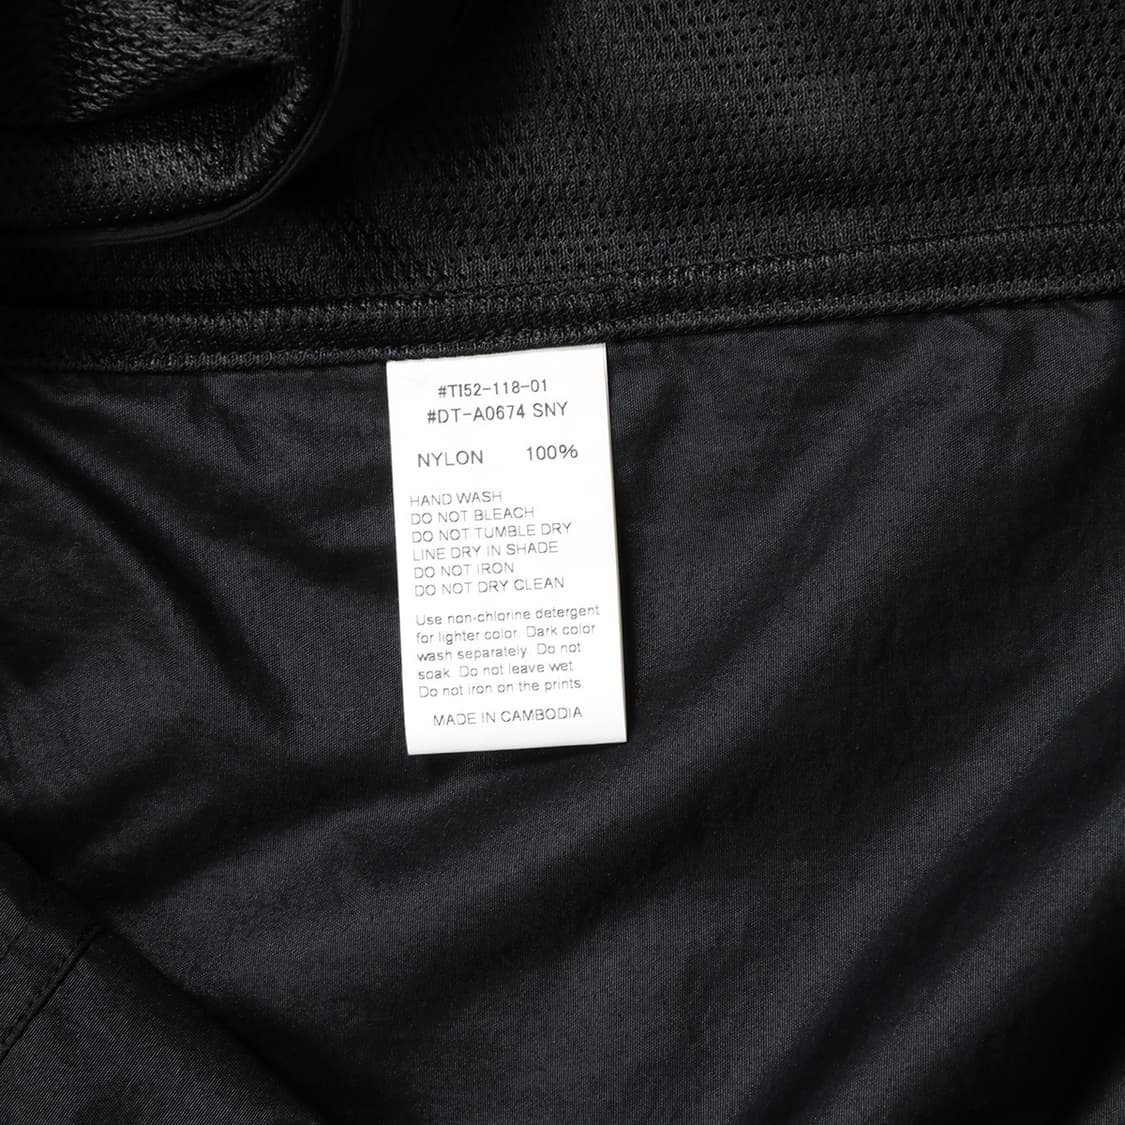 #TI52-118-01
#DT-A0674 SNY
NYLON 100%
HAND WASH
DO NOT BLEACH
DO NOT TUMBLE DRY
LINE DRY IN SHADE
DO NOT IRON
DO NOT DRY CLEAN
Use non-chlorine detergent
for lighter color. Dark color
wash separately. Do not
soak. Do not leave wet.
Do not iron on the prints.
MADE IN CAMBODIA